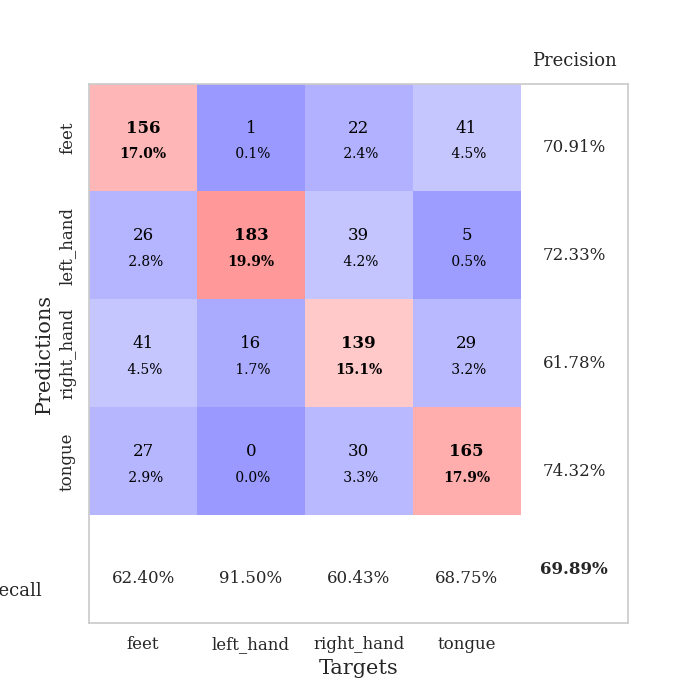 Precision
feet 156 1 22 41 70.91%
17.0% 0.1% 2.4% 4.5%
left_hand 26 183 39 5 72.33%
2.8% 19.9% 4.2% 0.5%
right_hand 41 16 139 29 61.78%
4.5% 1.7% 15.1% 3.2%
tongue 27 0 30 165 74.32%
2.9% 0.0% 3.3% 17.9%
Predictions
ecall 62.40% 91.50% 60.43% 68.75% 69.89%
feet left_hand right_hand tongue
Targets